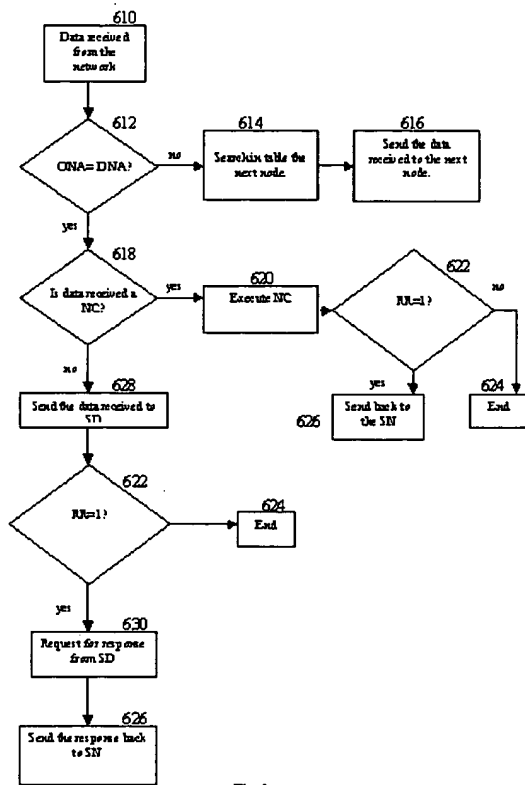 610
Data received
from the
network
612
ONA= DNA?
no
614
Search in table the
next node.
616
Send the data
received to the next
node.
yes
618
Is data received a
NC?
yes
620
Execute NC
622
RR=1?
no
no
628
Send the data received to
SD
yes
626
Send back to
the SN
624
End
622
RR=1?
624
End
yes
630
Request for response
from SD
626
Send the response back
to SN